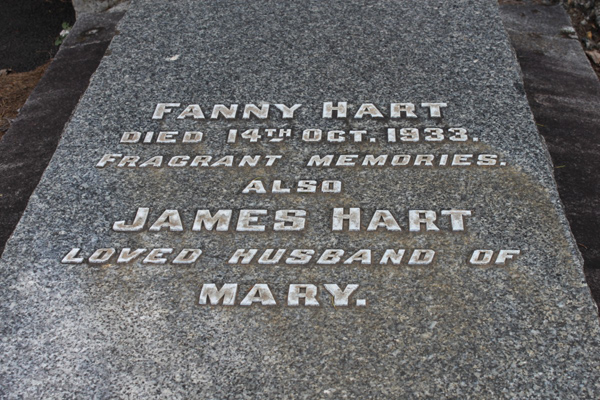 FANNY HART
DIED 14TH OCT. 1933.
FRAGRANT MEMORIES.
ALSO
JAMES HART
LOVED HUSBAND OF
MARY.